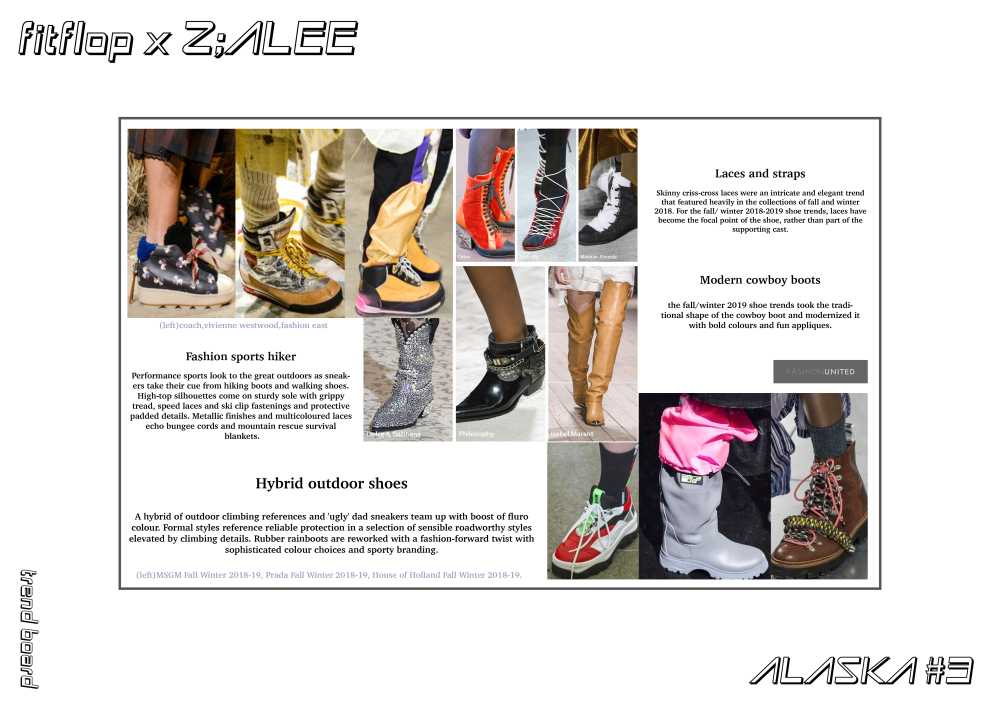 fitflop x Z;ALEE
Laces and straps
Skinny criss-cross laces were an intricate and elegant trend
that featured heavily in the collections of fall and winter
2018. For the fall/ winter 2018-2019 shoe trends, laces have
become the focal point of the shoe, rather than part of the
supporting cast.
Modern cowboy boots
the fall/winter 2019 shoe trends took the tradi-
tional shape of the cowboy boot and modernized it
with bold colours and fun appliques.
FASHIONUNITED
(left)coach,vivienne westwood,fashion east
Fashion sports hiker
Performance sports look to the great outdoors as sneak-
ers take their cue from hiking boots and walking shoes.
High-top silhouettes come on sturdy sole with grippy
tread, speed laces and ski clip fastenings and protective
padded details. Metallic finishes and multicoloured laces
echo bungee cords and mountain rescue survival
blankets.
Dolce & Gabbana
Philosophy
Isabel Marant
Hybrid outdoor shoes
A hybrid of outdoor climbing references and 'ugly' dad sneakers team up with boost of fluro
colour. Formal styles reference reliable protection in a selection of sensible roadworthy styles
elevated by climbing details. Rubber rainboots are reworked with a fashion-forward twist with
sophisticated colour choices and sporty branding.
(left)MSGM Fall Winter 2018-19, Prada Fall Winter 2018-19, House of Holland Fall Winter 2018-19.
trend board
ALASKA #3